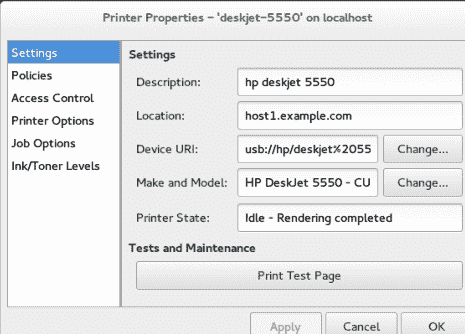 Printer Properties - 'deskjet-5550' on localhost
Settings
Policies
Access Control
Printer Options
Job Options
Ink/Toner Levels
Settings
Description: hp deskjet 5550
Location: host1.example.com
Device URI: usb://hp/deskjet%2055 Change...
Make and Model: HP DeskJet 5550 - CU Change...
Printer State: Idle - Rendering completed
Tests and Maintenance
Print Test Page
Apply Cancel OK